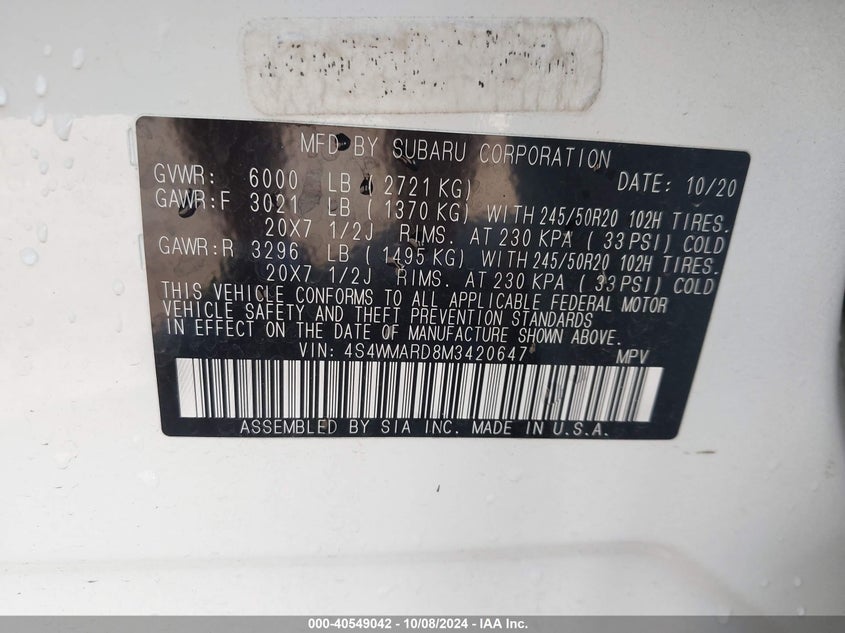 MFD BY SUBARU CORPORATION
GVWR: 6000 LB ( 2721 KG) DATE: 10/20
GAWR:F 3021 LB ( 1370 KG) WITH 245/50R20 102H TIRES.
20X7 1/2J RIMS. AT 230 KPA ( 33 PSI) COLD
GAWR:R 3296 LB ( 1495 KG) WITH 245/50R20 102H TIRES.
20X7 1/2J RIMS. AT 230 KPA ( 33 PSI) COLD
THIS VEHICLE CONFORMS TO ALL APPLICABLE FEDERAL MOTOR
VEHICLE SAFETY AND THEFT PREVENTION STANDARDS
IN EFFECT ON THE DATE OF MANUFACTURE SHOWN ABOVE.
VIN: 4S4WMARD8M3420647 MPV
ASSEMBLED BY SIA INC. MADE IN U.S.A.
000-40549042 - 10/08/2024 - IAA Inc.